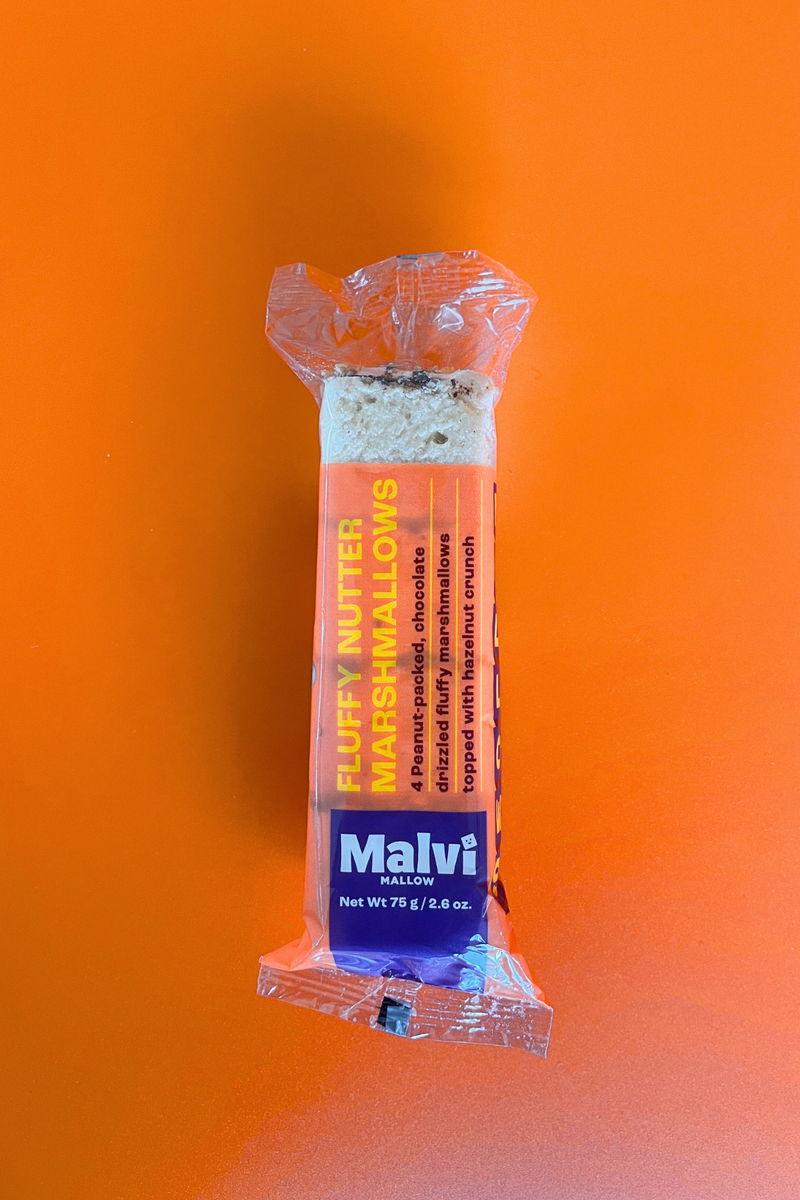 FLUFFY NUTTER
MARSHMALLOWS
4 Peanut-packed, chocolate
drizzled fluffy marshmallows
topped with hazelnut crunch
Malvi
MALLOW
Net Wt 75 g / 2.6 oz.